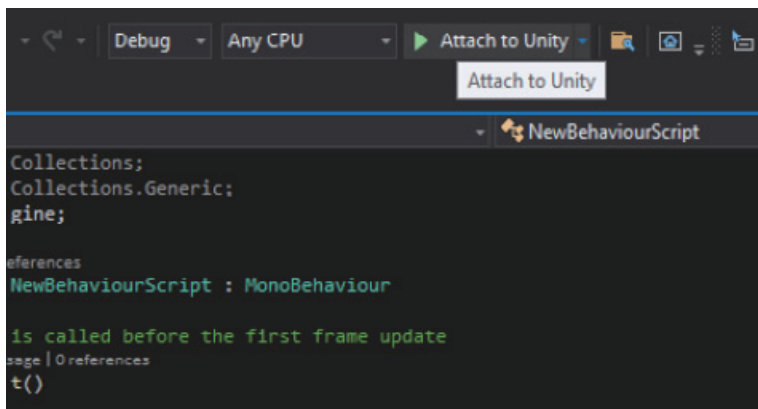 Debug Any CPU Attach to Unity
Attach to Unity
NewBehaviourScript
Collections;
Collections.Generic;
gine;
eferences
NewBehaviourScript : MonoBehaviour
is called before the first frame update
sage | 0 references
t()